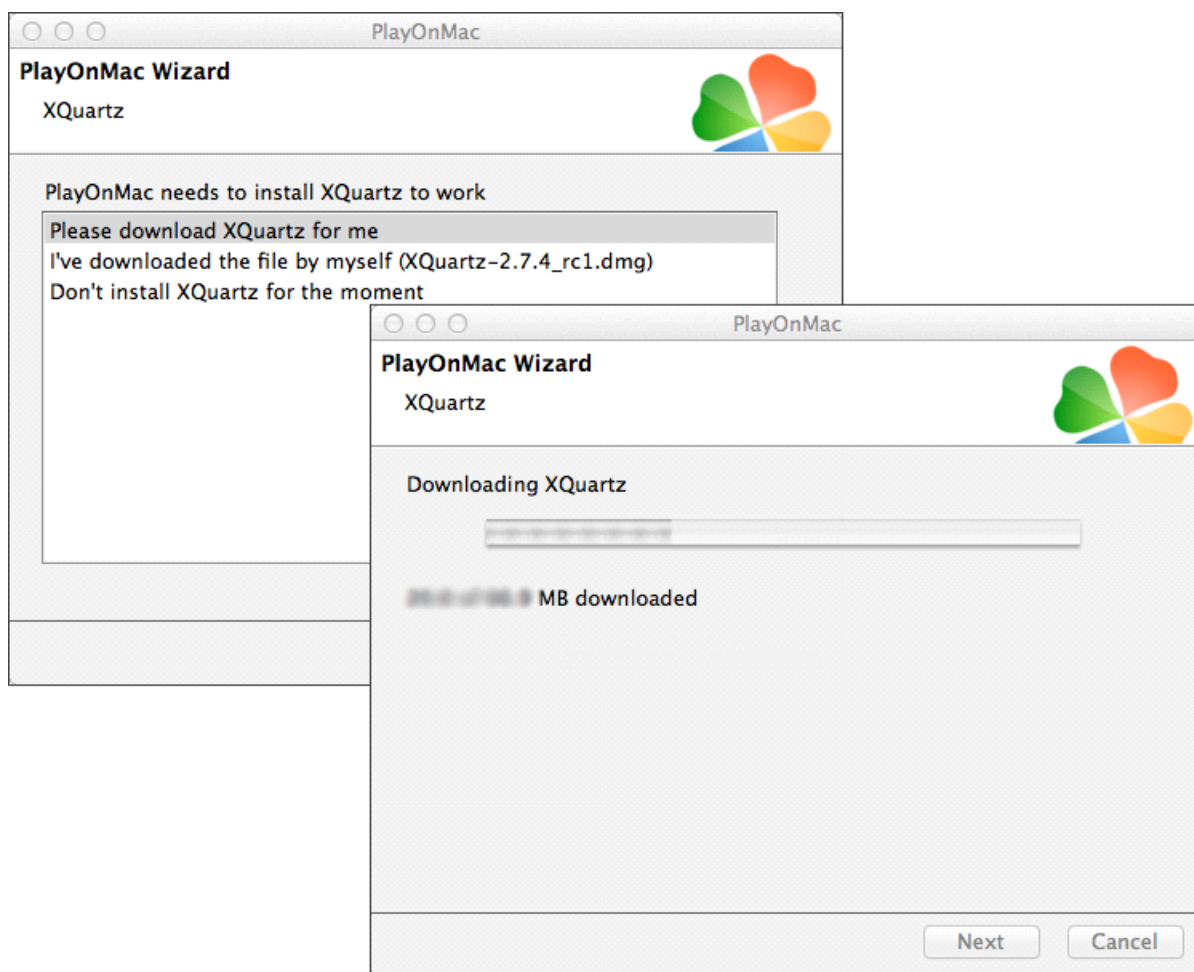 PlayOnMac
PlayOnMac Wizard
XQuartz
PlayOnMac needs to install XQuartz to work
Please download XQuartz for me
I've downloaded the file by myself (XQuartz-2.7.4_rc1.dmg)
Don't install XQuartz for the moment
PlayOnMac
PlayOnMac Wizard
XQuartz
Downloading XQuartz
MB downloaded
Next
Cancel